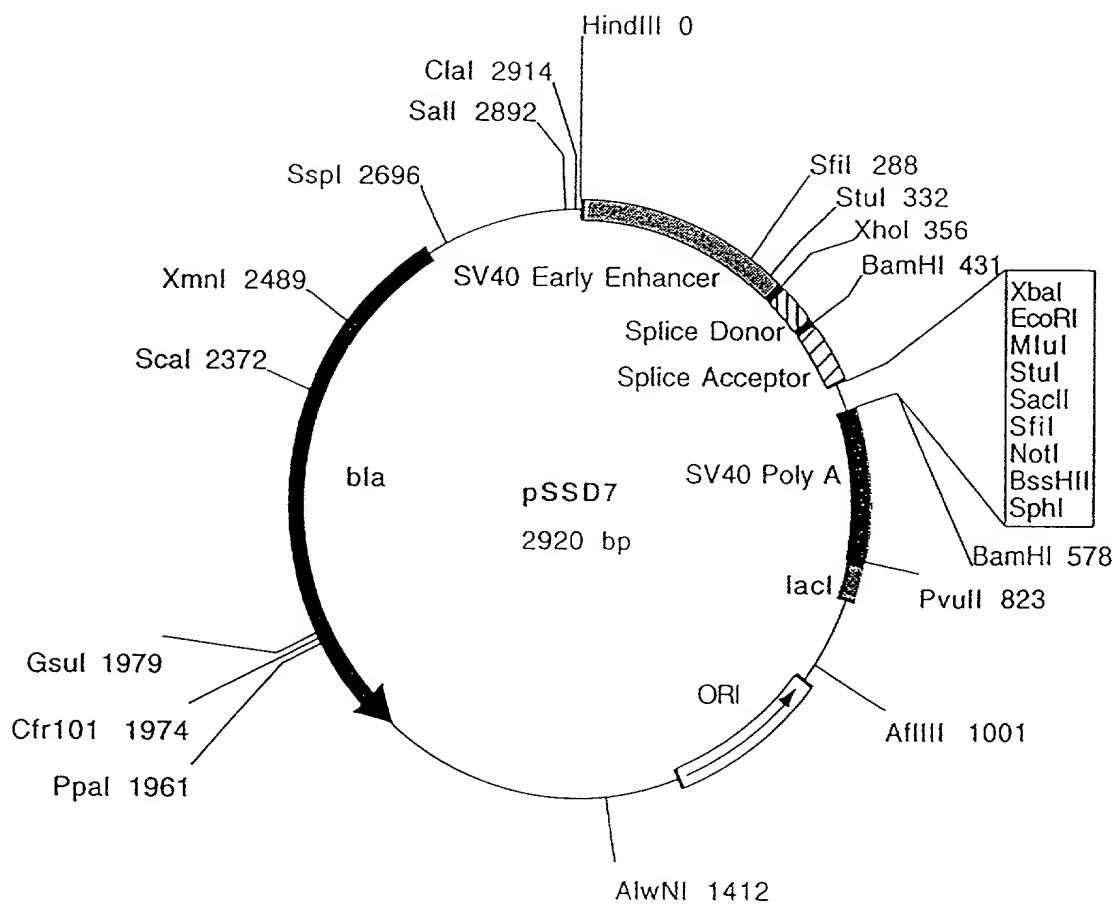 HindIII 0
ClaI 2914
SalI 2892
SspI 2696
SfiI 288
StuI 332
XhoI 356
BamHI 431
XmnI 2489
ScaI 2372
SV40 Early Enhancer
Splice Donor
Splice Acceptor
XbaI
EcoRI
MluI
StuI
SacII
SfiI
NotI
BssHII
SphI
bla
pSSD7
2920 bp
SV40 Poly A
BamHI 578
lacI
PvuII 823
GsuI 1979
Cfr101 1974
PpaI 1961
ORI
AflIII 1001
AlwNI 1412